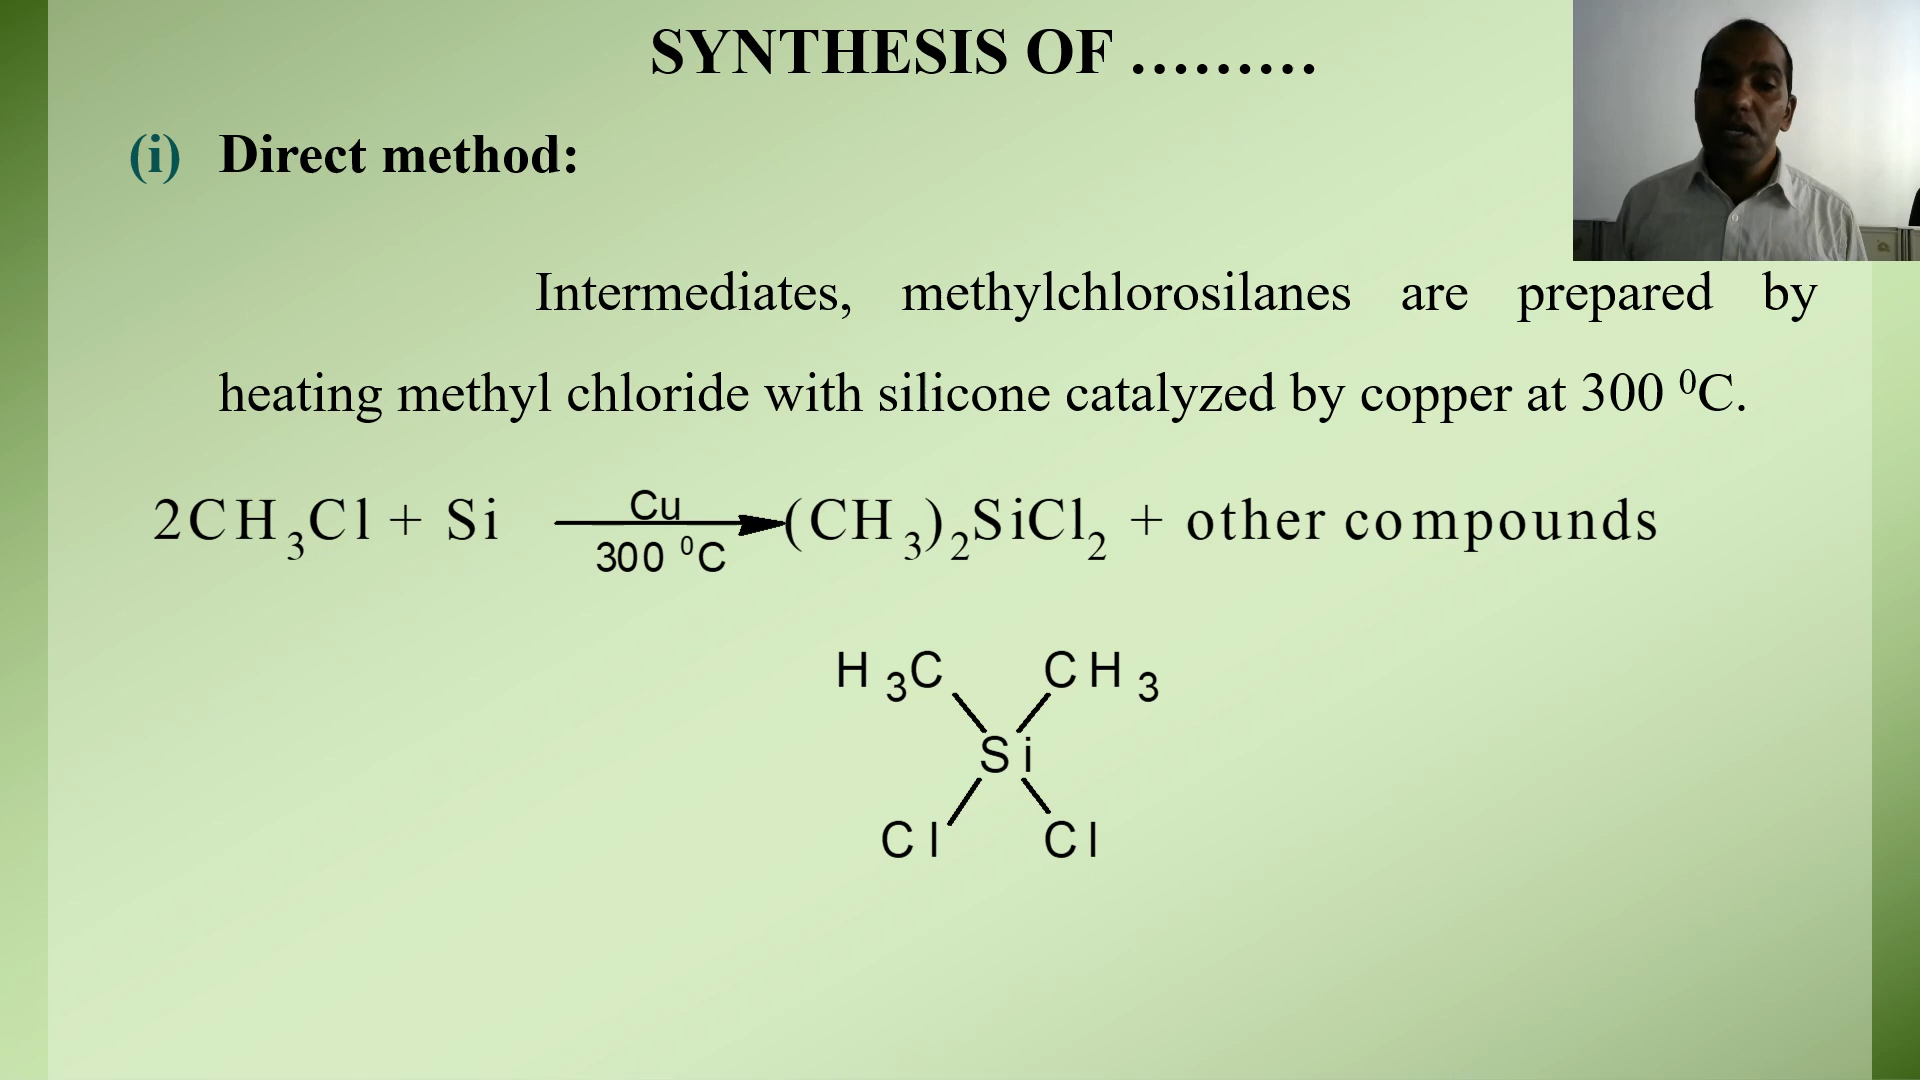 SYNTHESIS OF ………
(i) Direct method:
Intermediates, methylchlorosilanes are prepared by
heating methyl chloride with silicone catalyzed by copper at 300 ⁰C.
2CH₃Cl + Si Cu 300 ⁰C (CH₃)₂SiCl₂ + other compounds
H₃C CH₃
Si
Cl Cl